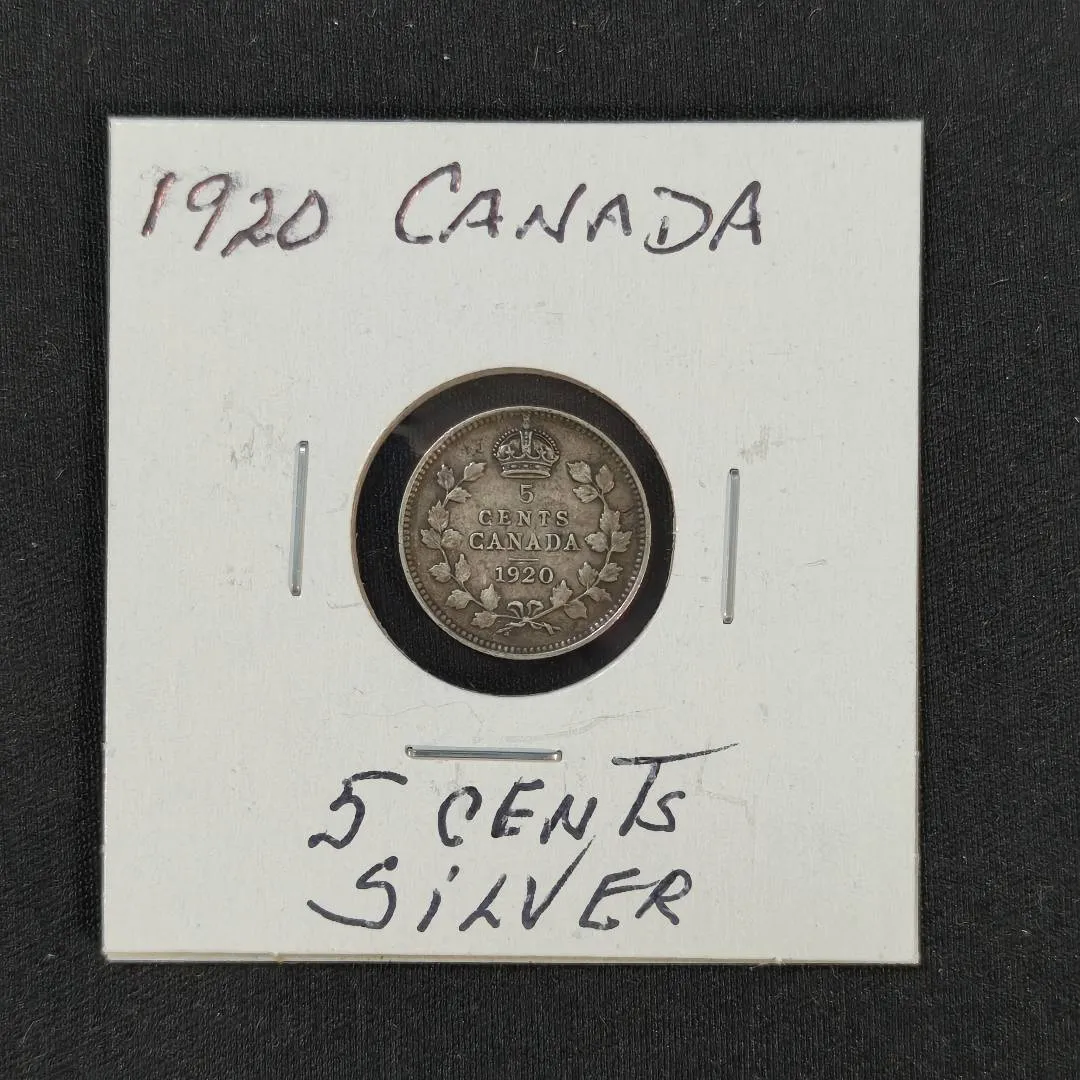 1920 CANADA
5
CENTS
CANADA
1920
5 CENTS
SiLVER